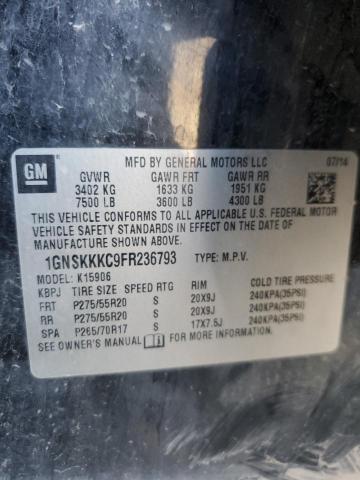 GM
MFD BY GENERAL MOTORS LLC 07/14
GVWR GAWR FRT GAWR RR
3402 KG 1633 KG 1951 KG
7500 LB 3600 LB 4300 LB
THIS VEHICLE CONFORMS TO ALL APPLICABLE U.S. FEDERAL MOTOR
VEHICLE SAFETY AND THEFT PREVENTION STANDARDS IN EFFECT ON
THE DATE OF MANUFACTURE SHOWN ABOVE.
1GNSKKKC9FR236793 TYPE: M.P.V.
MODEL: K15906
KBPJ TIRE SIZE SPEED RTG RIM COLD TIRE PRESSURE
FRT P275/55R20 S 20X9J 240KPA(35PSI)
RR P275/55R20 S 20X9J 240KPA(35PSI)
SPA P265/70R17 S 17X7.5J 240KPA(35PSI)
SEE OWNER'S MANUAL FOR MORE INFORMATION.